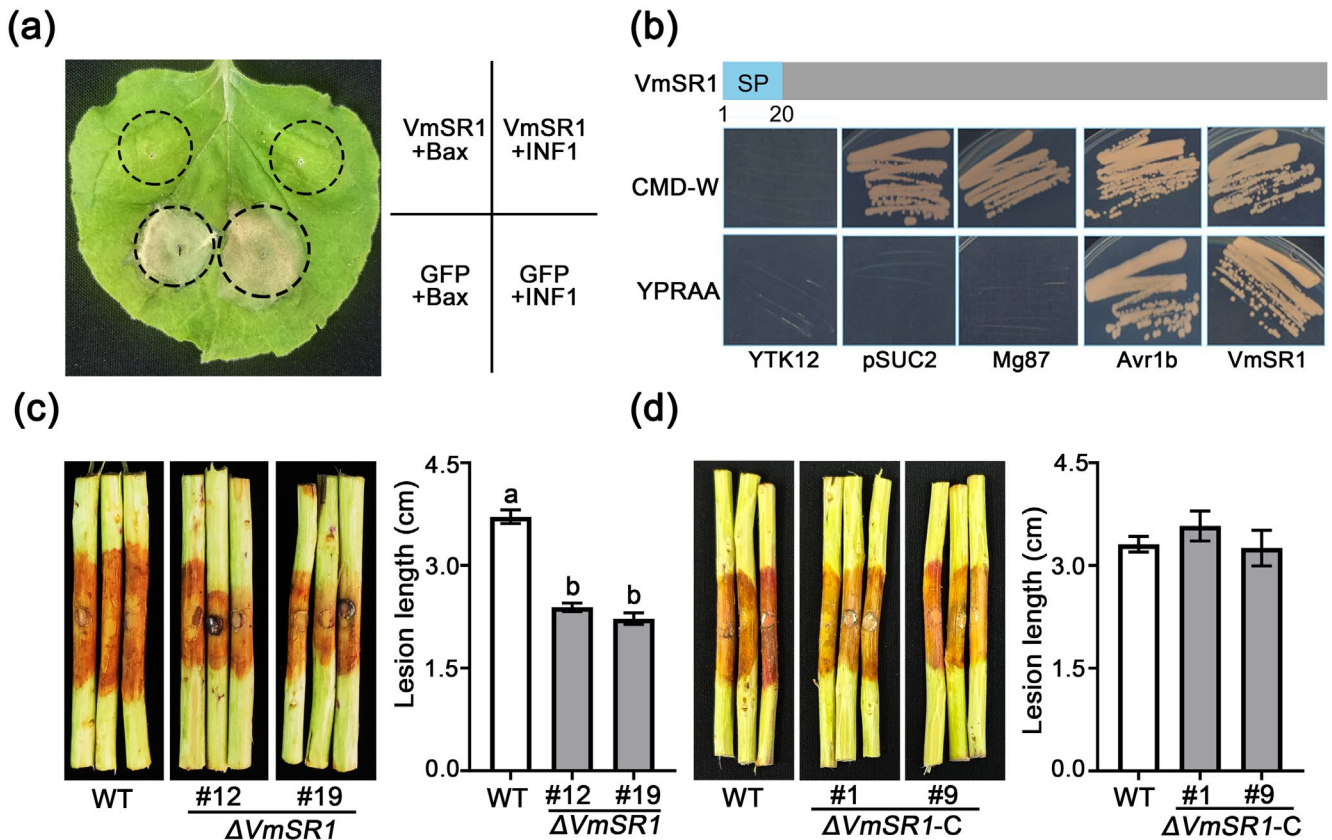 (a)
VmSR1 +Bax
VmSR1 +INF1
GFP +Bax
GFP +INF1
(b)
VmSR1 SP
1 20
CMD-W
YPRAA
YTK12 pSUC2 Mg87 Avr1b VmSR1
(c)
WT #12 #19
ΔVmSR1
Lesion length (cm)
4.5
3.0
1.5
0.0
a
b b
WT #12 #19
ΔVmSR1
(d)
WT #1 #9
ΔVmSR1-C
Lesion length (cm)
4.5
3.0
1.5
0.0
WT #1 #9
ΔVmSR1-C